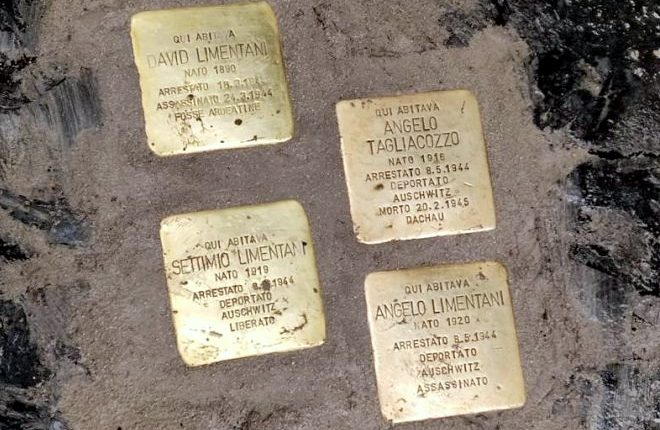 QUI ABITAVA
DAVID LIMENTANI
NATO 1890
ARRESTATO
ASSASSINATO 24.3.1944
FOSSE ARDEATINE
QUI ABITAVA
ANGELO
TAGLIACOZZO
NATO 1916
ARRESTATO 8.5.1944
DEPORTATO
AUSCHWITZ
MORTO 20.2.1945
DACHAU
QUI ABITAVA
SETTIMIO LIMENTANI
NATO 1919
ARRESTATO
DEPORTATO
AUSCHWITZ
LIBERATO
QUI ABITAVA
ANGELO LIMENTANI
NATO 1920
ARRESTATO 8.5.1944
DEPORTATO
AUSCHWITZ
ASSASSINATO